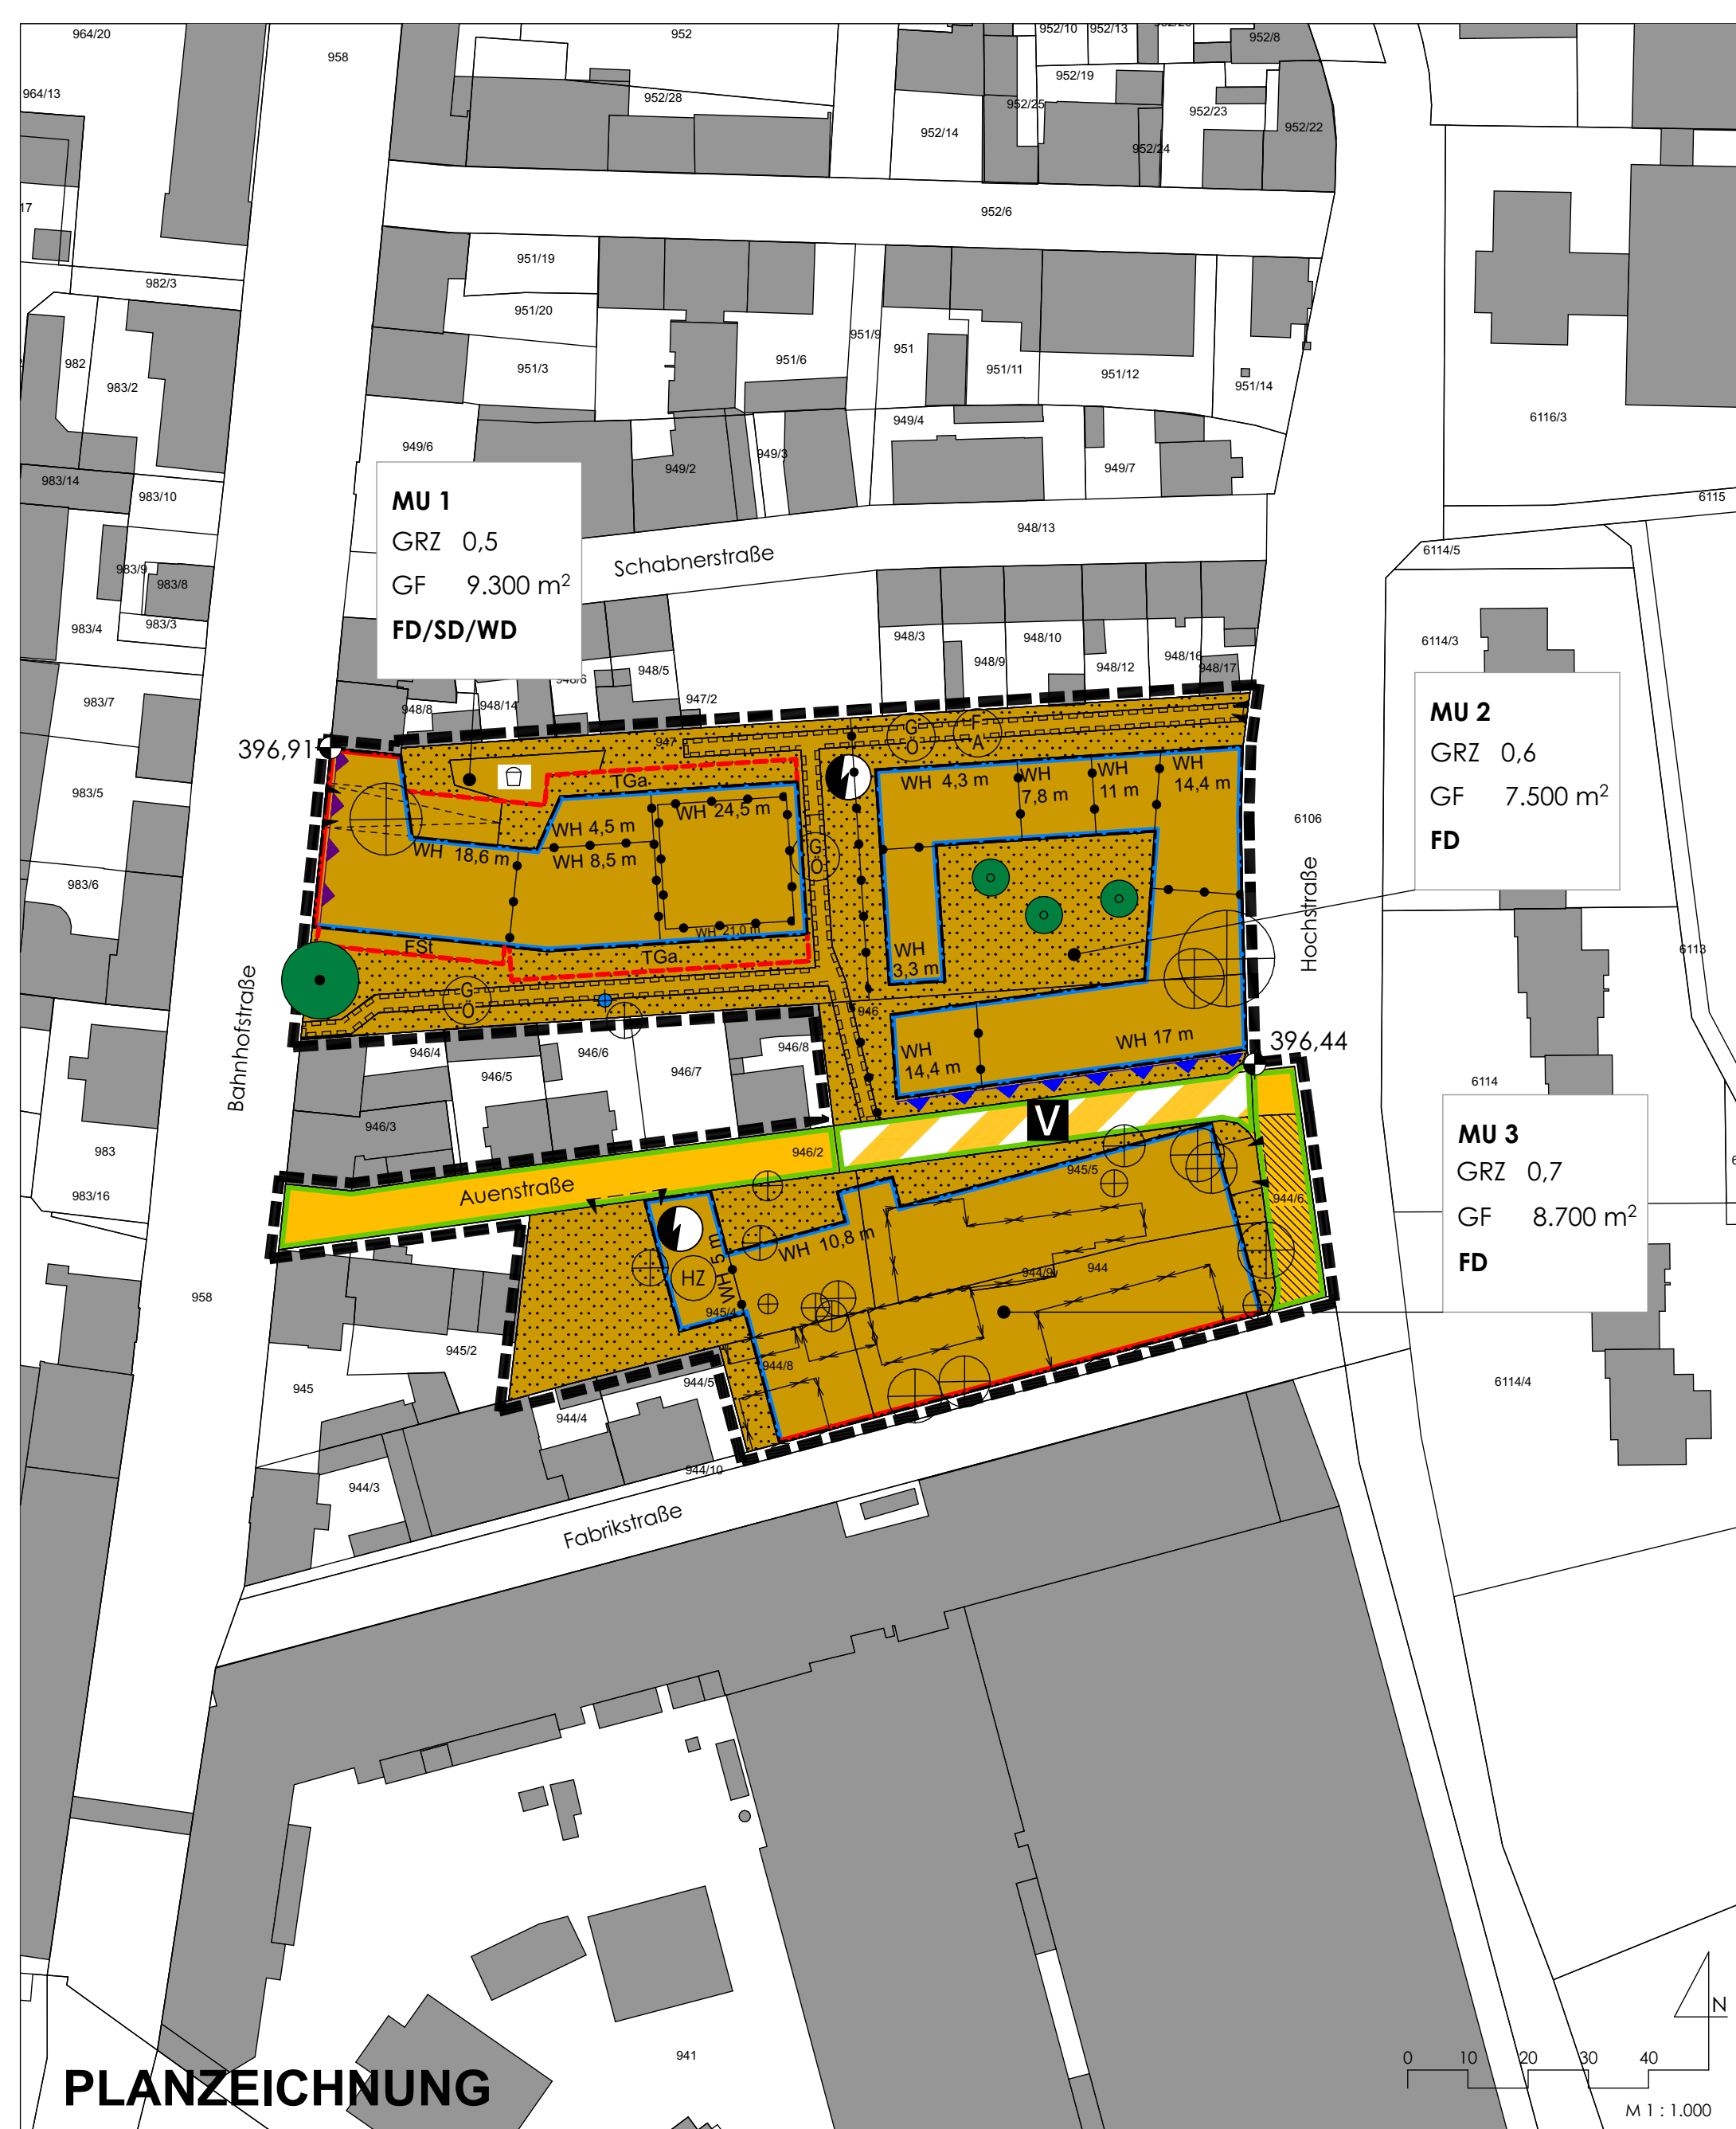 964/20
958
952
952/10
952/13
952/8
964/13
952/28
952/19
952/25
952/14
952/23
952/24
952/22
17
952/6
982/3
951/19
951/20
951/9
951
951/6
951/3
951/11
951/12
951/14
982
983/2
949/6
949/4
6116/3
949/2
949/3
949/7
983/14
983/10
6115
MU 1
GRZ 0,5
GF 9.300 m²
FD/SD/WD
Schabnerstraße
948/13
6114/5
983/9
983/8
983/4
983/3
948/3
948/9
948/10
948/12
948/16
948/17
6114/3
948/5
948/6
948/14
948/8
947/2
983/7
MU 2
GRZ 0,6
GF 7.500 m²
FD
396,91
947
G
Ö
F
A
983/5
TGa
WH 4,3 m
WH
7,8 m
WH
11 m
WH
14,4 m
WH 24,5 m
WH 4,5 m
WH 8,5 m
WH 18,6 m
G
Ö
6106
Hochstraße
983/6
WH 21,0 m
FSt
TGa
WH
3,3 m
6113
G
Ö
946
Bahnhofstraße
WH
14,4 m
WH 17 m
396,44
946/4
946/5
946/6
946/7
946/8
6114
946/3
983
983/16
V
946/2
Auenstraße
945/5
944/6
MU 3
GRZ 0,7
GF 8.700 m²
FD
WH 5 m
WH 10,8 m
HZ
945/4
944/9
944
958
945/2
945
944/8
944/5
944/4
6114/4
944/3
944/10
Fabrikstraße
941
N
0 10 20 30 40
M 1 : 1.000
PLANZEICHNUNG